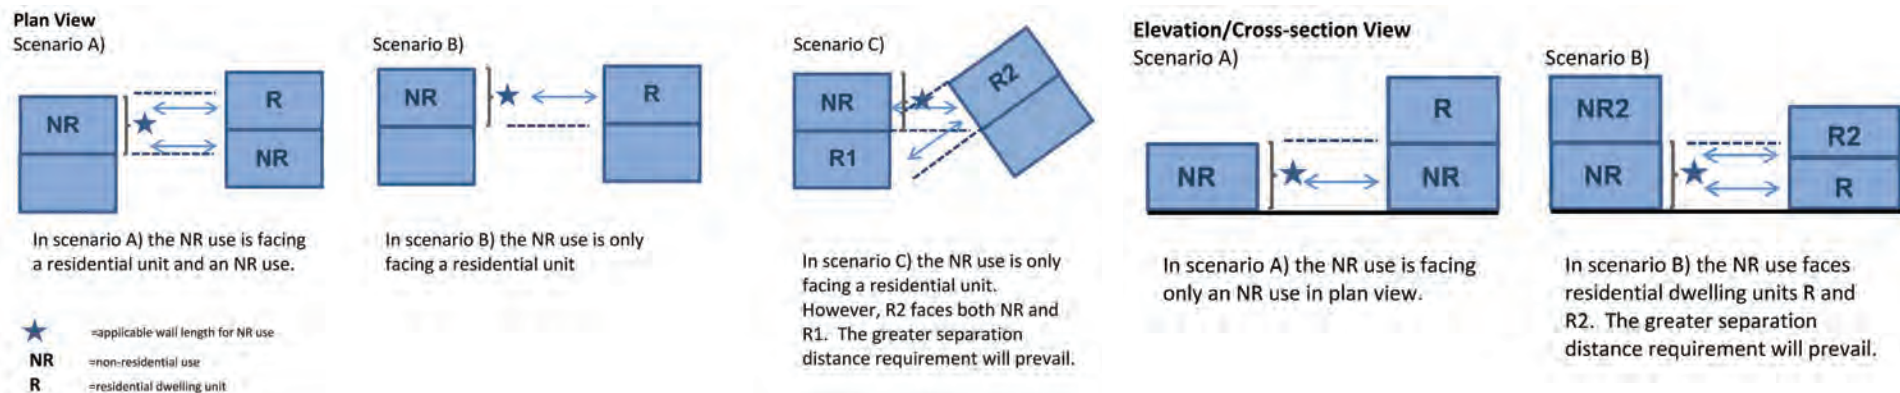 Plan View
Scenario A)
NR
R
NR
In scenario A) the NR use is facing
a residential unit and an NR use.
=applicable wall length for NR use
NR =non-residential use
R =residential dwelling unit
Scenario B)
NR
R
In scenario B) the NR use is only
facing a residential unit
Scenario C)
NR
R1
R2
In scenario C) the NR use is only
facing a residential unit.
However, R2 faces both NR and
R1. The greater separation
distance requirement will prevail.
Elevation/Cross-section View
Scenario A)
NR
R
NR
In scenario A) the NR use is facing
only an NR use in plan view.
Scenario B)
NR2
NR
R2
R
In scenario B) the NR use faces
residential dwelling units R and
R2. The greater separation
distance requirement will prevail.